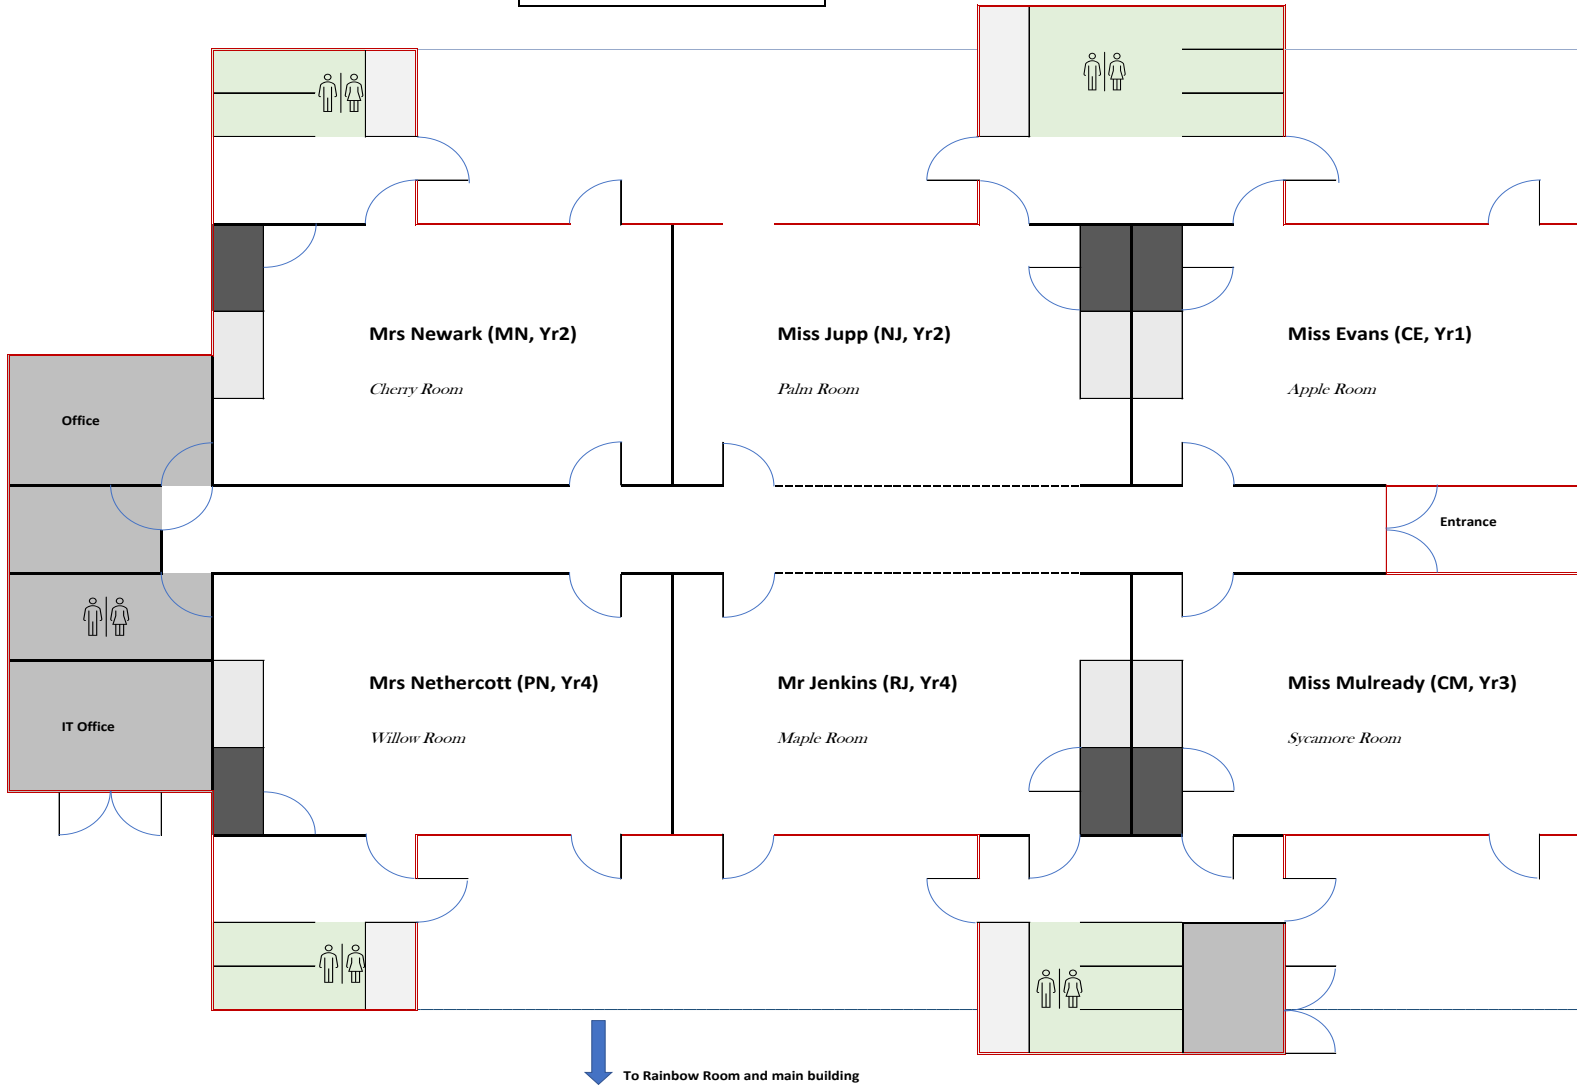 Mrs Newark (MN, Yr2)
Miss Jupp (NJ, Yr2)
Miss Evans (CE, Yr1)
Cherry Room
Palm Room
Apple Room
Office
Entrance
Mrs Nethercott (PN, Yr4)
Mr Jenkins (RJ, Yr4)
Miss Mulready (CM, Yr3)
IT Office
Willow Room
Maple Room
Sycamore Room
To Rainbow Room and main building